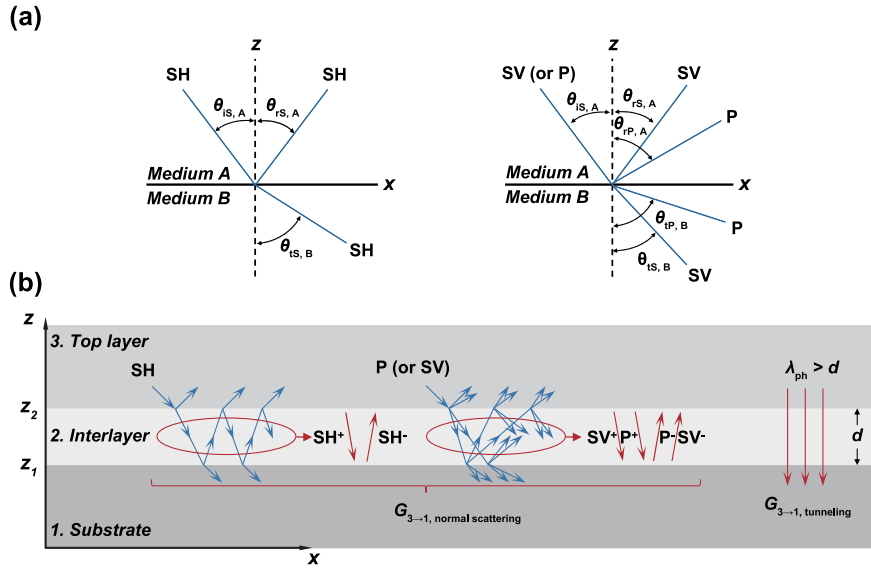 (a)
z
z
SH
SH
SV (or P)
SV
θiS, A
θrS, A
θiS, A
θrS, A
P
θrP, A
Medium A
x
Medium A
x
Medium B
Medium B
θtP, B
P
θtS, B
SH
θtS, B
SV
(b)
z
3. Top layer
SH
P (or SV)
λph > d
z2
2. Interlayer
SH+
SH-
SV+
P+
P-
SV-
d
z1
G3→1, normal scattering
G3→1, tunneling
1. Substrate
x